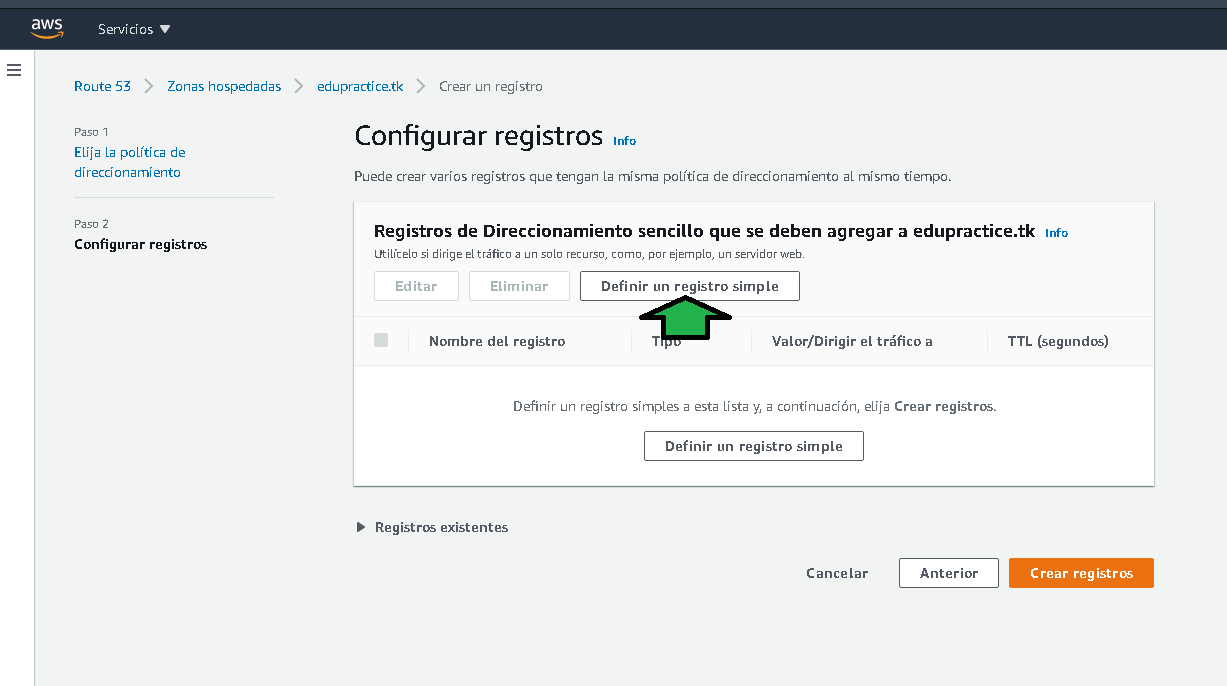 aws
Servicios
Route 53
Zonas hospedadas
edupractice.tk
Crear un registro
Paso 1
Elija la política de
direccionamiento
Paso 2
Configurar registros
Configurar registros Info
Puede crear varios registros que tengan la misma política de direccionamiento al mismo tiempo.
Registros de Direccionamiento sencillo que se deben agregar a edupractice.tk Info
Utilícelo si dirige el tráfico a un solo recurso, como, por ejemplo, un servidor web.
Editar
Eliminar
Definir un registro simple
Nombre del registro
Tipo
Valor/Dirigir el tráfico a
TTL (segundos)
Definir un registro simples a esta lista y, a continuación, elija Crear registros.
Definir un registro simple
Registros existentes
Cancelar
Anterior
Crear registros